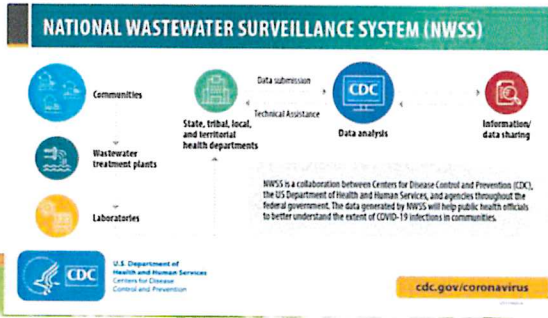 NATIONAL WASTEWATER SURVEILLANCE SYSTEM (NWSS)
Communities
Wastewater
treatment plants
Laboratories
State, tribal, local,
and territorial
health departments
Data submission
Technical Assistance
CDC
Data analysis
Information/
data sharing
NWSS is a collaboration between Centers for Disease Control and Prevention (CDC),
the US Department of Health and Human Services, and agencies throughout the
federal government. The data generated by NWSS will help public health officials
to better understand the extent of COVID-19 infections in communities.
CDC
U.S. Department of
Health and Human Services
Centers for Disease
Control and Prevention
cdc.gov/coronavirus